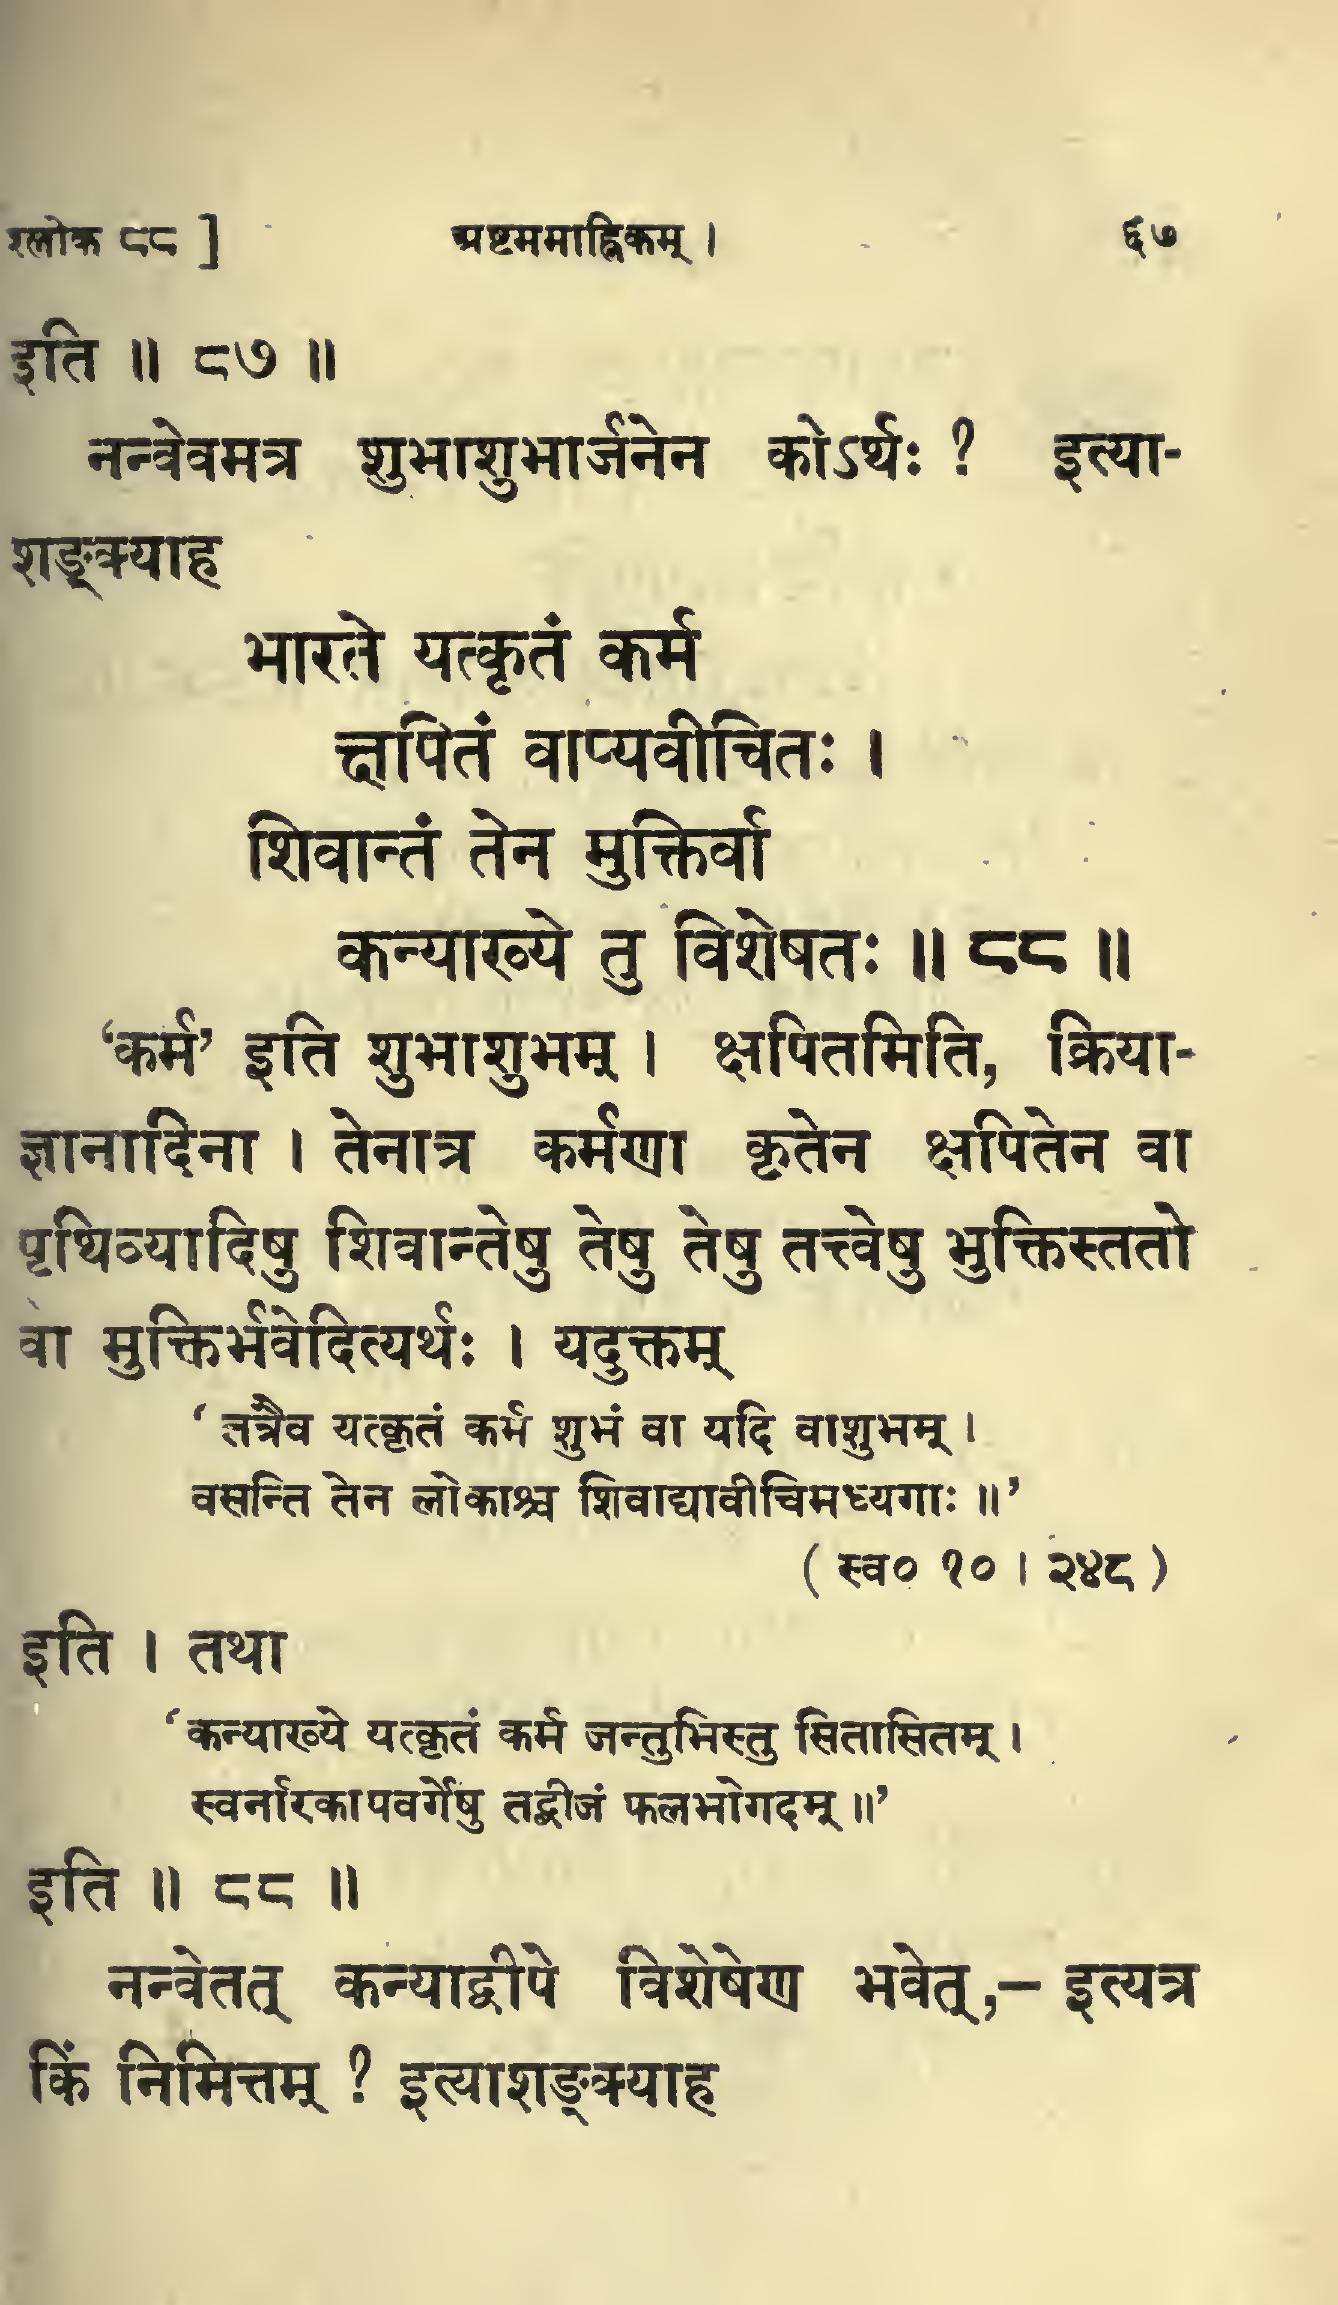 श्लोक ८८ ] अष्टममाह्निकम् । ६७
इति ॥ ८७ ॥
नन्वेवमत्र शुभाशुभार्जनेन कोऽर्थः ? इत्या-
शङ्क्याह
भारते यत्कृतं कर्म
क्षपितं वाप्यवीचितः ।
शिवान्तं तेन मुक्तिर्वा
कन्याख्ये तु विशेषतः ॥ ८८ ॥
‘कर्म’ इति शुभाशुभम् । क्षपितमिति, क्रिया-
ज्ञानादिना । तेनात्र कर्मणा कृतेन क्षपितेन वा
पृथिव्यादिषु शिवान्तेषु तेषु तेषु तत्त्वेषु भुक्तिस्ततो
वा मुक्तिर्भवेदित्यर्थः । यदुक्तम्
‘ तत्रैव यत्कृतं कर्म शुभं वा यदि वाशुभम् ।
वसन्ति तेन लोकाश्च शिवाद्यावीचिमध्यगाः ॥’
( स्व० १० । २४८ )
इति । तथा
‘कन्याख्ये यत्कृतं कर्म जन्तुभिस्तु सितासितम् ।
स्वर्नारकापवर्गेषु तद्बीजं फलभोगदम् ॥’
इति ॥ ८८ ॥
नन्वेतत् कन्याद्वीपे विशेषेण भवेत्,— इत्यत्र
किं निमित्तम् ? इत्याशङ्क्याह